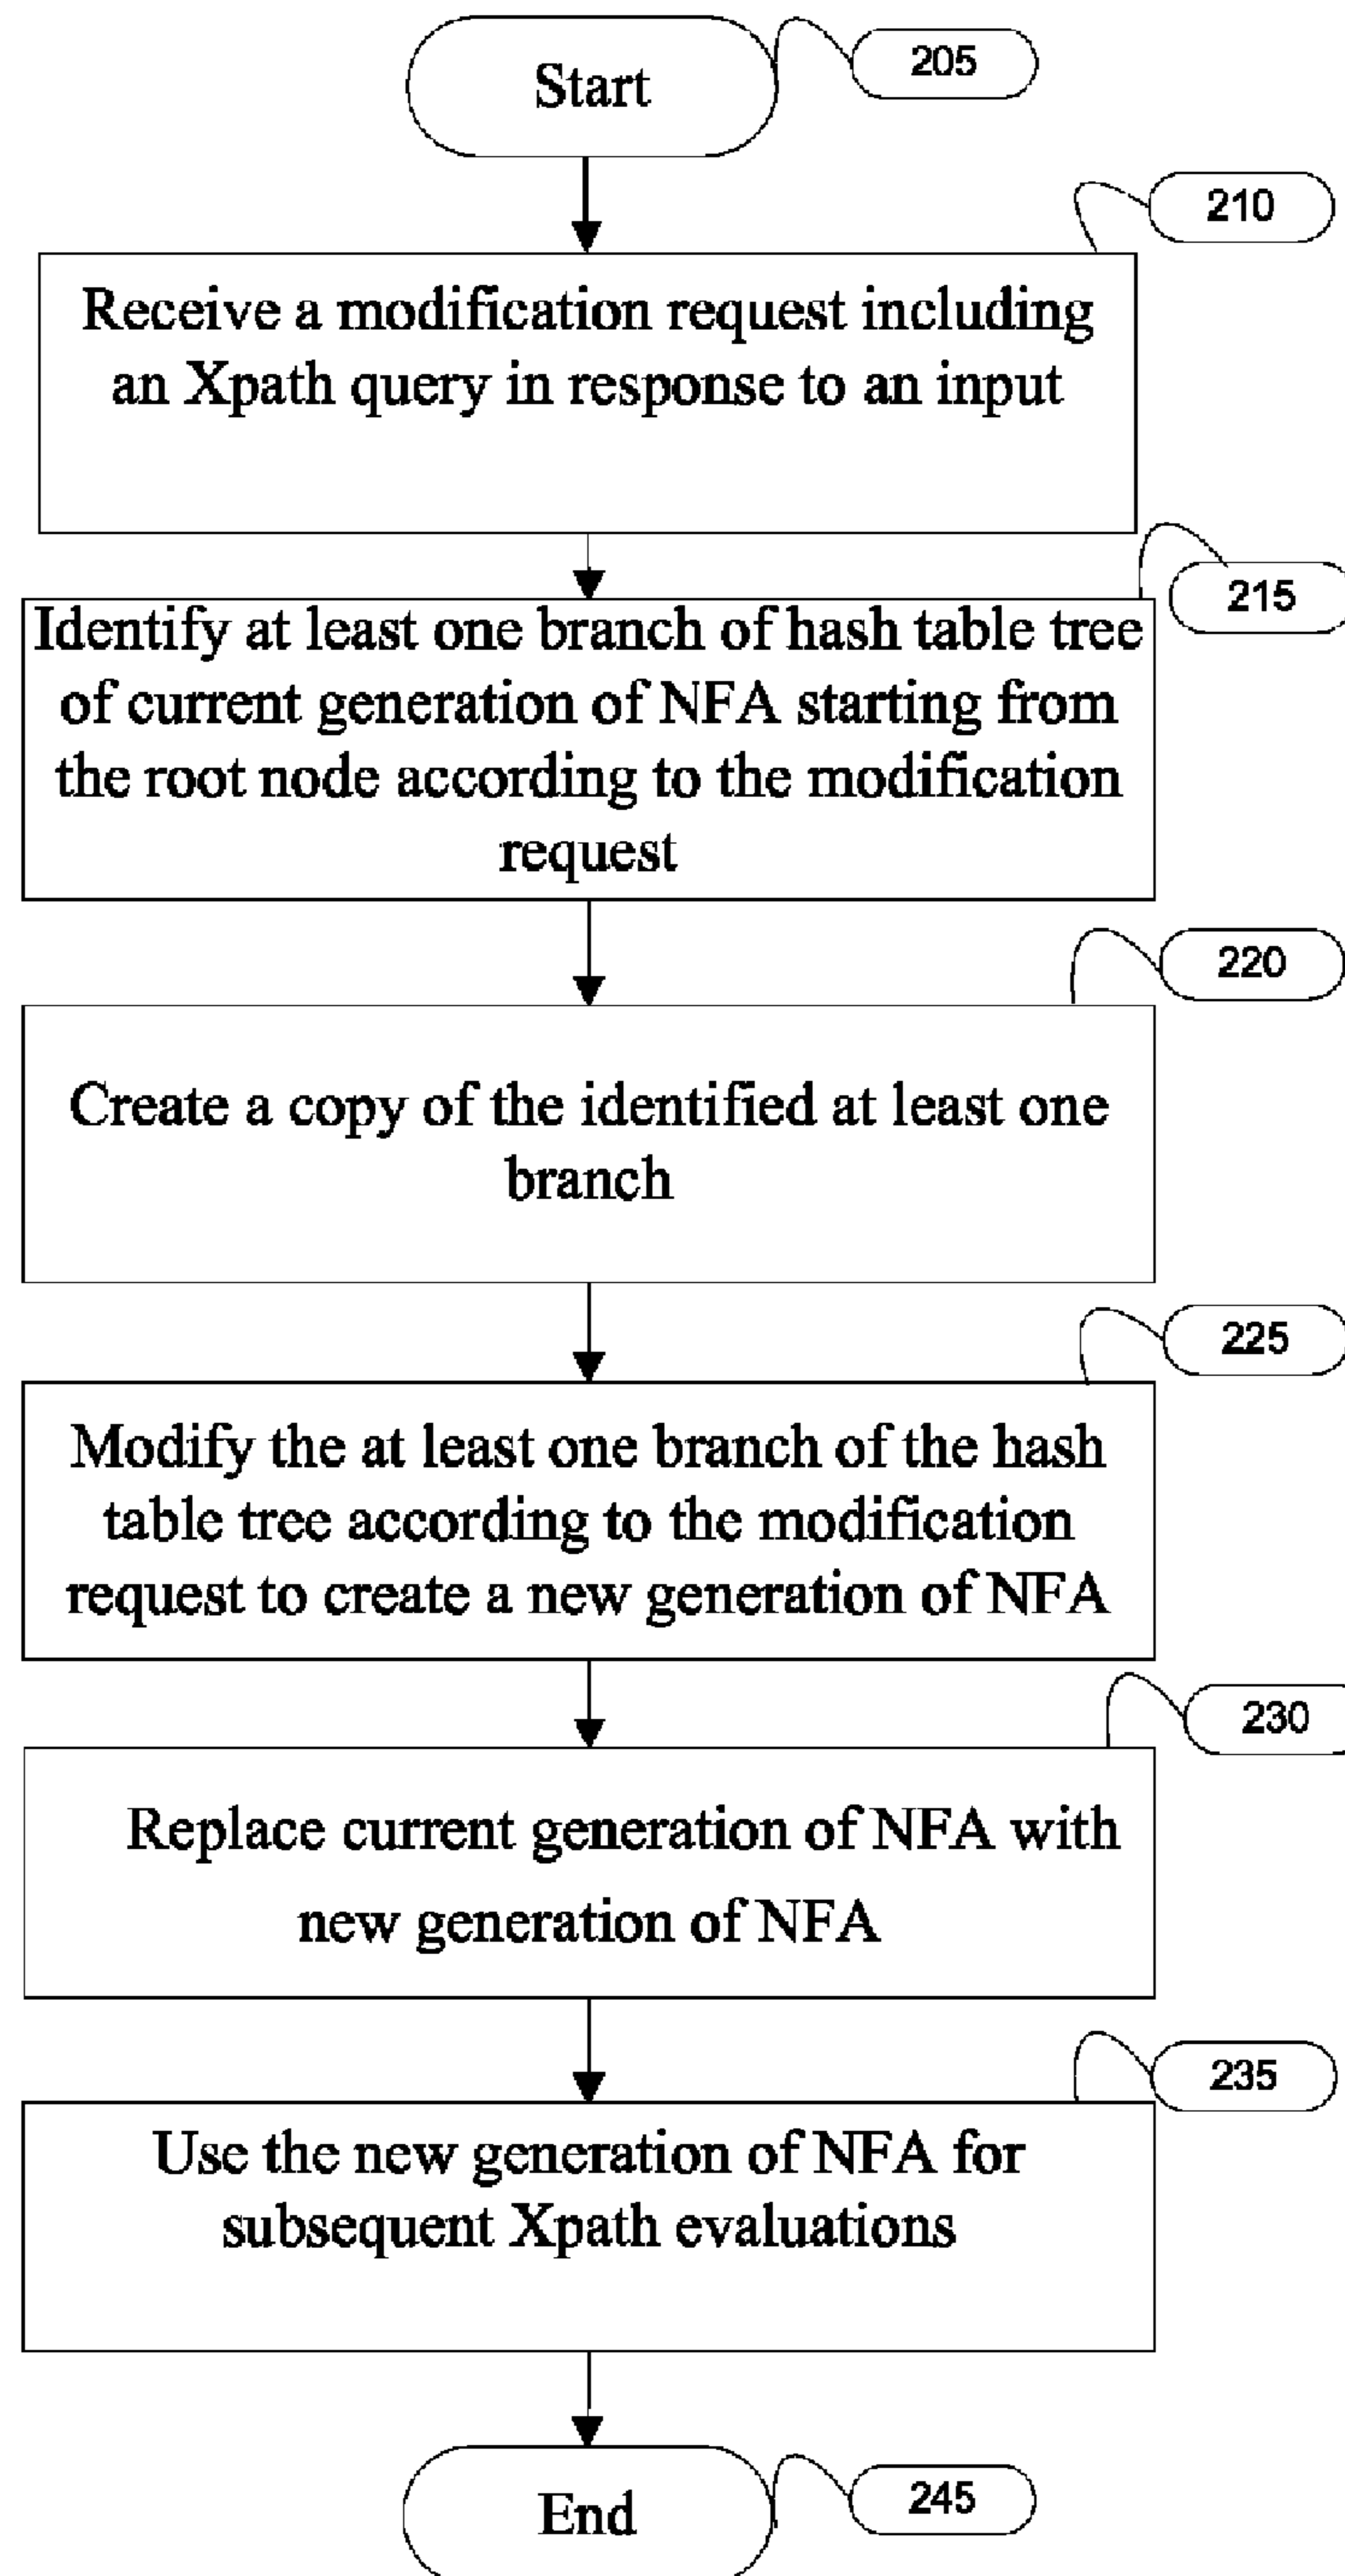 Start
205
210
Receive a modification request including
an Xpath query in response to an input
215
Identify at least one branch of hash table tree
of current generation of NFA starting from
the root node according to the modification
request
220
Create a copy of the identified at least one
branch
225
Modify the at least one branch of the hash
table tree according to the modification
request to create a new generation of NFA
230
Replace current generation of NFA with
new generation of NFA
235
Use the new generation of NFA for
subsequent Xpath evaluations
End
245